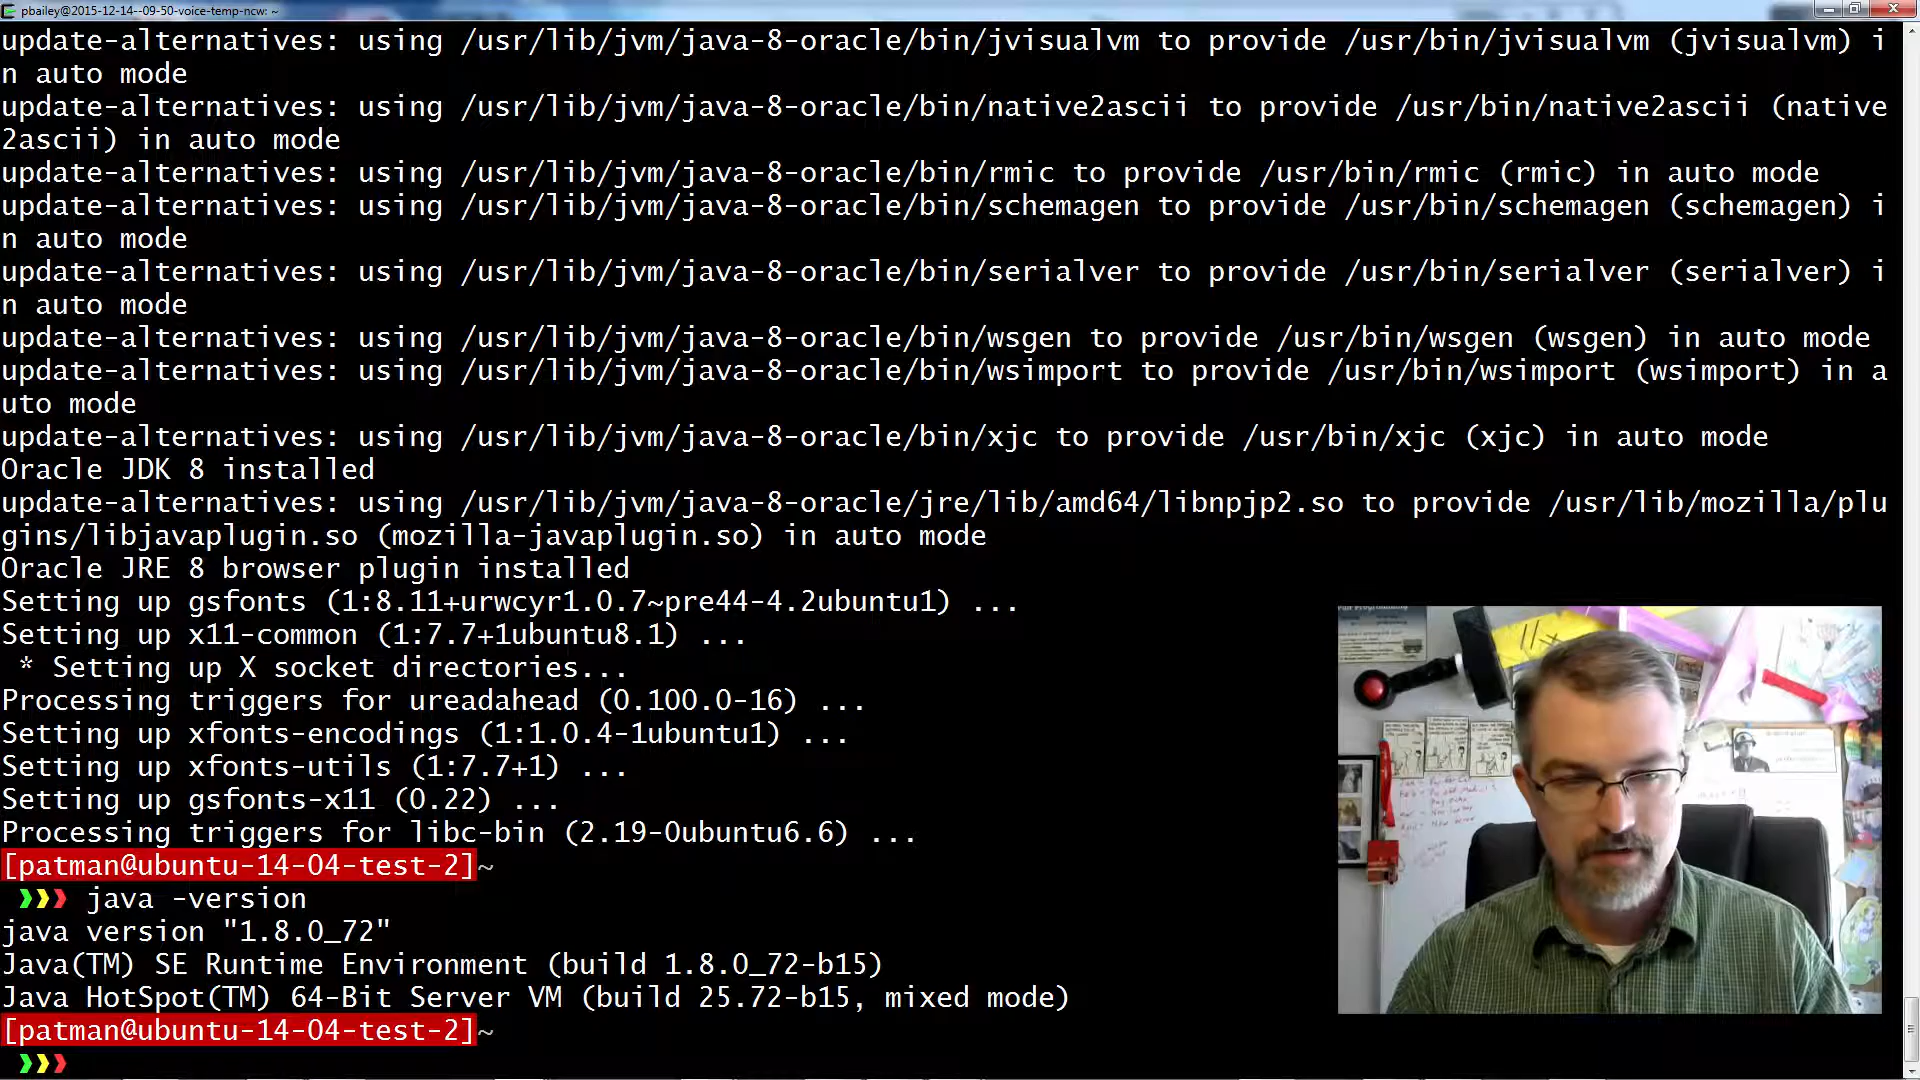 pbailey@2015-12-14--09-50-voice-temp-ncw: ~
update-alternatives: using /usr/lib/jvm/java-8-oracle/bin/jvisualvm to provide /usr/bin/jvisualvm (jvisualvm) i
n auto mode
update-alternatives: using /usr/lib/jvm/java-8-oracle/bin/native2ascii to provide /usr/bin/native2ascii (native
2ascii) in auto mode
update-alternatives: using /usr/lib/jvm/java-8-oracle/bin/rmic to provide /usr/bin/rmic (rmic) in auto mode
update-alternatives: using /usr/lib/jvm/java-8-oracle/bin/schemagen to provide /usr/bin/schemagen (schemagen) i
n auto mode
update-alternatives: using /usr/lib/jvm/java-8-oracle/bin/serialver to provide /usr/bin/serialver (serialver) i
n auto mode
update-alternatives: using /usr/lib/jvm/java-8-oracle/bin/wsgen to provide /usr/bin/wsgen (wsgen) in auto mode
update-alternatives: using /usr/lib/jvm/java-8-oracle/bin/wsimport to provide /usr/bin/wsimport (wsimport) in a
uto mode
update-alternatives: using /usr/lib/jvm/java-8-oracle/bin/xjc to provide /usr/bin/xjc (xjc) in auto mode
Oracle JDK 8 installed
update-alternatives: using /usr/lib/jvm/java-8-oracle/jre/lib/amd64/libnpjp2.so to provide /usr/lib/mozilla/plu
gins/libjavaplugin.so (mozilla-javaplugin.so) in auto mode
Oracle JRE 8 browser plugin installed
Setting up gsfonts (1:8.11+urwcyr1.0.7~pre44-4.2ubuntu1) ...
Setting up x11-common (1:7.7+1ubuntu8.1) ...
 * Setting up X socket directories...
Processing triggers for ureadahead (0.100.0-16) ...
Setting up xfonts-encodings (1:1.0.4-1ubuntu1) ...
Setting up xfonts-utils (1:7.7+1) ...
Setting up gsfonts-x11 (0.22) ...
Processing triggers for libc-bin (2.19-0ubuntu6.6) ...
[patman@ubuntu-14-04-test-2]~
❯❯❯ java -version
java version "1.8.0_72"
Java(TM) SE Runtime Environment (build 1.8.0_72-b15)
Java HotSpot(TM) 64-Bit Server VM (build 25.72-b15, mixed mode)
[patman@ubuntu-14-04-test-2]~
❯❯❯